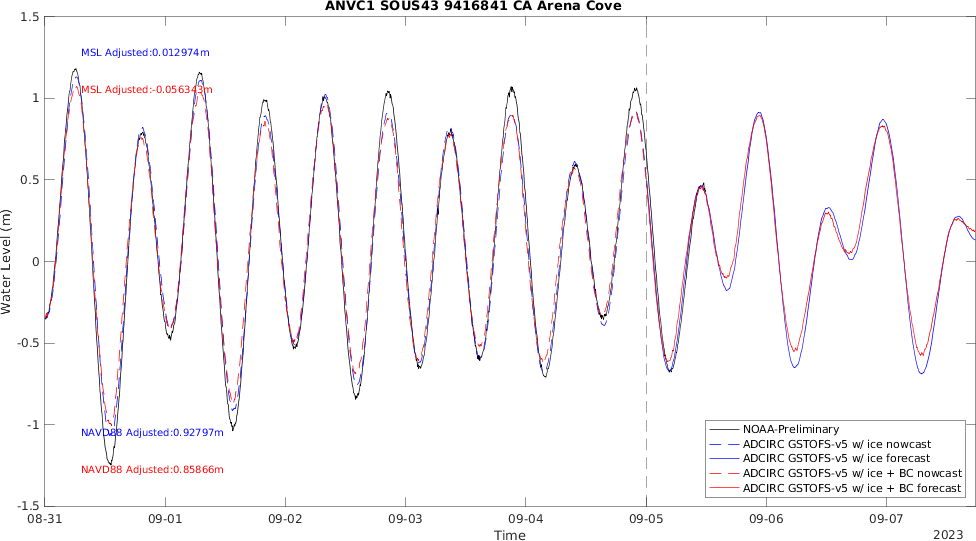 ANVC1 SOUS43 9416841 CA Arena Cove
1.5
MSL Adjusted:0.012974m
1
MSL Adjusted:-0.056343m
0.5
Water Level (m)
0
-0.5
-1
NAVD88 Adjusted:0.92797m
NAVD88 Adjusted:0.85866m
-1.5
NOAA-Preliminary
ADCIRC GSTOFS-v5 w/ ice nowcast
ADCIRC GSTOFS-v5 w/ ice forecast
ADCIRC GSTOFS-v5 w/ ice + BC nowcast
ADCIRC GSTOFS-v5 w/ ice + BC forecast
08-31 09-01 09-02 09-03 09-04 09-05 09-06 09-07
Time
2023